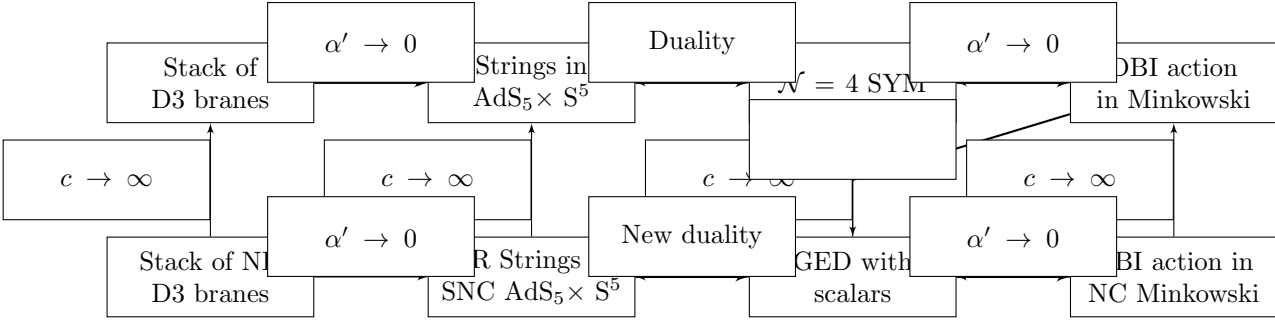 α′ → 0
Duality
α′ → 0
Stack of
D3 branes
Strings in
AdS₅× S⁵
𝒩 = 4 SYM
DBI action
in Minkowski
c → ∞
c → ∞
c → ∞
c → ∞
α′ → 0
New duality
α′ → 0
Stack of
D3 branes
R Strings
SNC AdS₅× S⁵
GED with
scalars
BI action in
NC Minkowski